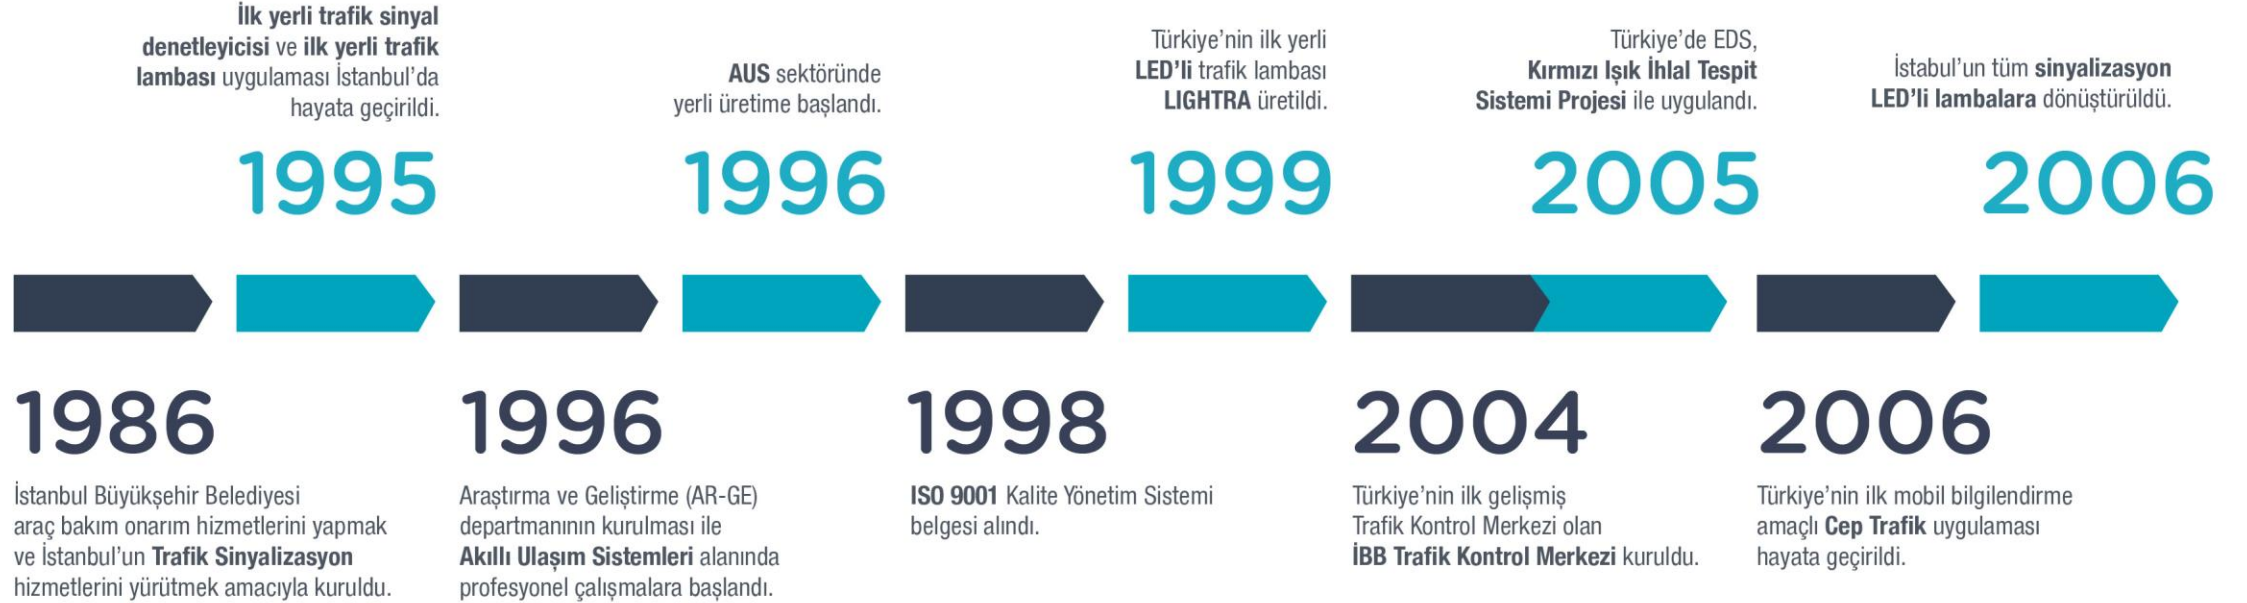 İlk yerli trafik sinyal
denetleyicisi ve ilk yerli trafik
lambası uygulaması İstanbul'da
hayata geçirildi.
1995
AUS sektöründe
yerli üretime başlandı.
1996
Türkiye'nin ilk yerli
LED'li trafik lambası
LIGHTRA üretildi.
1999
Türkiye'de EDS,
Kırmızı Işık İhlal Tespit
Sistemi Projesi ile uygulandı.
2005
İstabul'un tüm sinyalizasyon
LED'li lambalara dönüştürüldü.
2006
1986
İstanbul Büyükşehir Belediyesi
araç bakım onarım hizmetlerini yapmak
ve İstanbul'un Trafik Sinyalizasyon
hizmetlerini yürütmek amacıyla kuruldu.
1996
Araştırma ve Geliştirme (AR-GE)
departmanının kurulması ile
Akıllı Ulaşım Sistemleri alanında
profesyonel çalışmalara başlandı.
1998
ISO 9001 Kalite Yönetim Sistemi
belgesi alındı.
2004
Türkiye'nin ilk gelişmiş
Trafik Kontrol Merkezi olan
İBB Trafik Kontrol Merkezi kuruldu.
2006
Türkiye'nin ilk mobil bilgilendirme
amaçlı Cep Trafik uygulaması
hayata geçirildi.